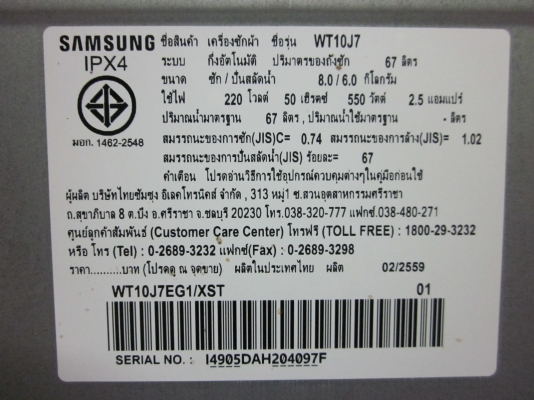 SAMSUNG ชื่อสินค้า เครื่องซักผ้า ชื่อรุ่น WT10J7
IPX4 ระบบ กึ่งอัตโนมัติ ปริมาตรของถังซัก 67 ลิตร
ขนาด ซัก / ปั่นสลัดน้ำ 8.0 / 6.0 กิโลกรัม
ใช้ไฟ 220 โวลต์ 50 เฮิรตซ์ 550 วัตต์ 2.5 แอมแปร์
ปริมาณน้ำมาตรฐาน 67 ลิตร , ปริมาณน้ำใช้มาตรฐาน - ลิตร
มอก. 1462-2548 สมรรถนะของการซัก(JIS)C= 0.74 สมรรถนะของการล้าง(JIS)= 1.02
สมรรถนะของการปั่นสลัดน้ำ(JIS) ร้อยละ= 67
คำเตือน โปรดอ่านวิธีการใช้อุปกรณ์ควบคุมต่างๆในคู่มือก่อนใช้
ผู้ผลิต บริษัทไทยซัมซุง อิเลคโทรนิคส์ จำกัด , 313 หมู่1 ซ.สวนอุตสาหกรรมศรีราชา
ถ.สุขาภิบาล 8 ต.บึง อ.ศรีราชา จ.ชลบุรี 20230 โทร.038-320-777 แฟกซ์.038-480-271
ศูนย์ลูกค้าสัมพันธ์ (Customer Care Center) โทรฟรี (TOLL FREE) : 1800-29-3232
หรือ โทร (Tel) : 0-2689-3232 แฟกซ์(Fax) : 0-2689-3298
ราคา..........บาท (โปรดดู ณ จุดขาย) ผลิตในประเทศไทย ผลิต 02/2559
WT10J7EG1/XST 01
SERIAL NO. : I4905DAH204097F